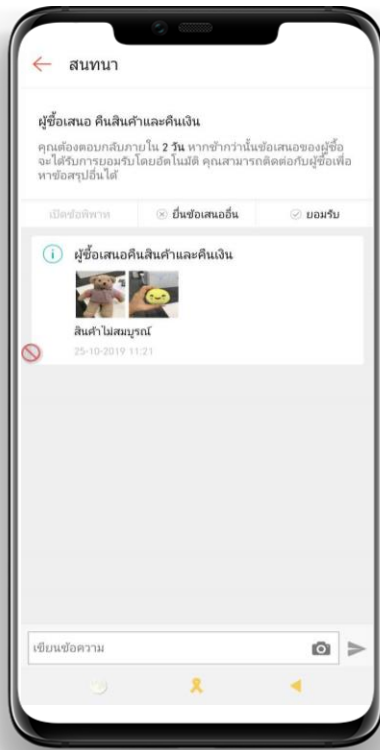 สนทนา
ผู้ซื้อเสนอ คืนสินค้าและคืนเงิน
คุณต้องตอบกลับภายใน 2 วัน หากช้ากว่านั้นข้อเสนอของผู้ซื้อ
จะได้รับการยอมรับโดยอัตโนมัติ คุณสามารถติดต่อกับผู้ซื้อเพื่อ
หาข้อสรุปอื่นได้
เปิดข้อพิพาท ยื่นข้อเสนออื่น ยอมรับ
ผู้ซื้อเสนอคืนสินค้าและคืนเงิน
สินค้าไม่สมบูรณ์
25-10-2019 11:21
เขียนข้อความ